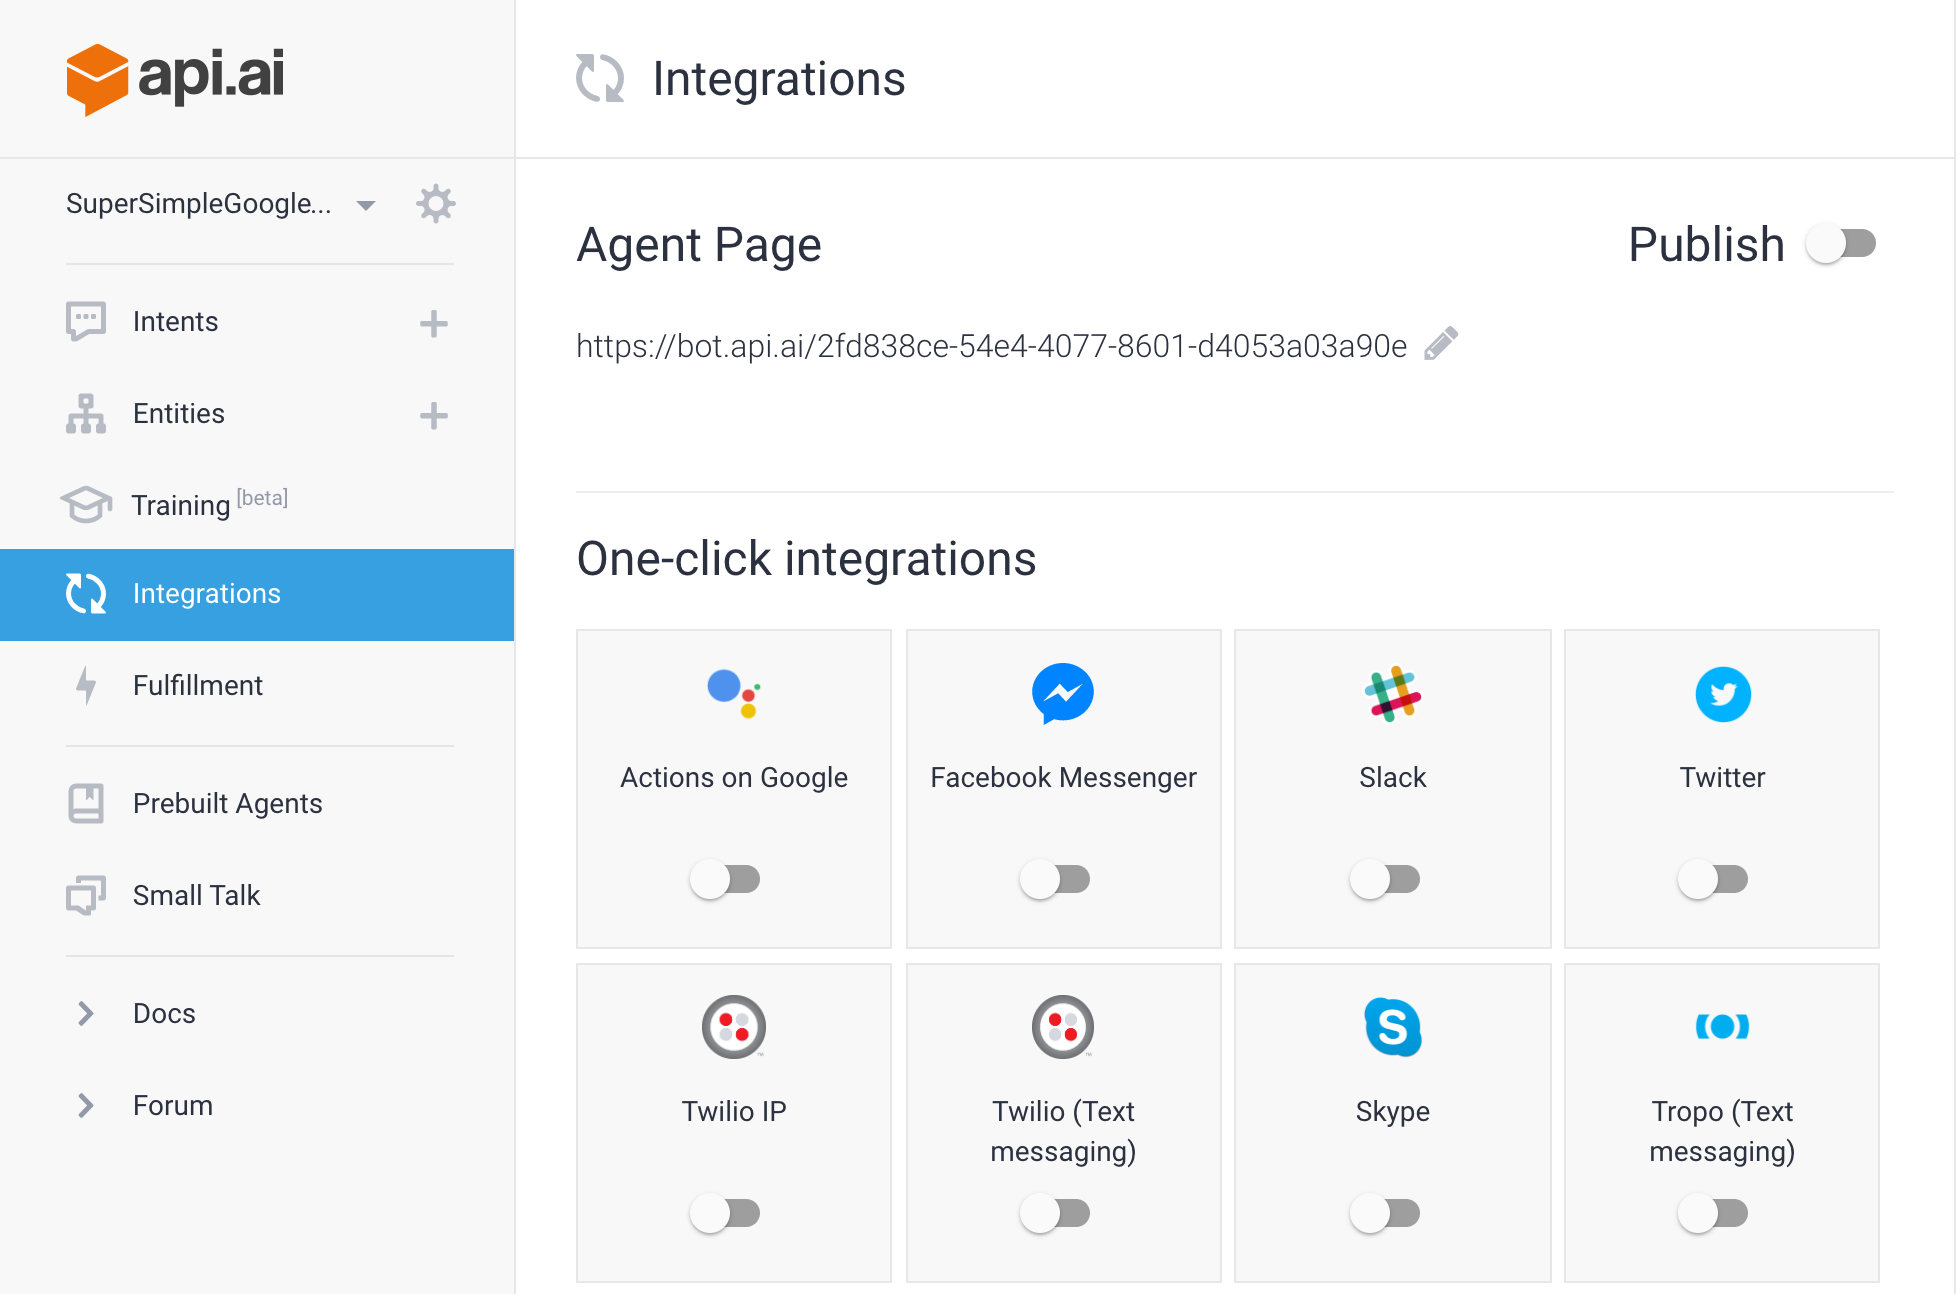 api.ai
Integrations
SuperSimpleGoogle...
Intents
Entities
Training [beta]
Integrations
Fulfillment
Prebuilt Agents
Small Talk
Docs
Forum
Agent Page
Publish
https://bot.api.ai/2fd838ce-54e4-4077-8601-d4053a03a90e
One-click integrations
Actions on Google
Facebook Messenger
Slack
Twitter
Twilio IP
Twilio (Text
messaging)
Skype
Tropo (Text
messaging)